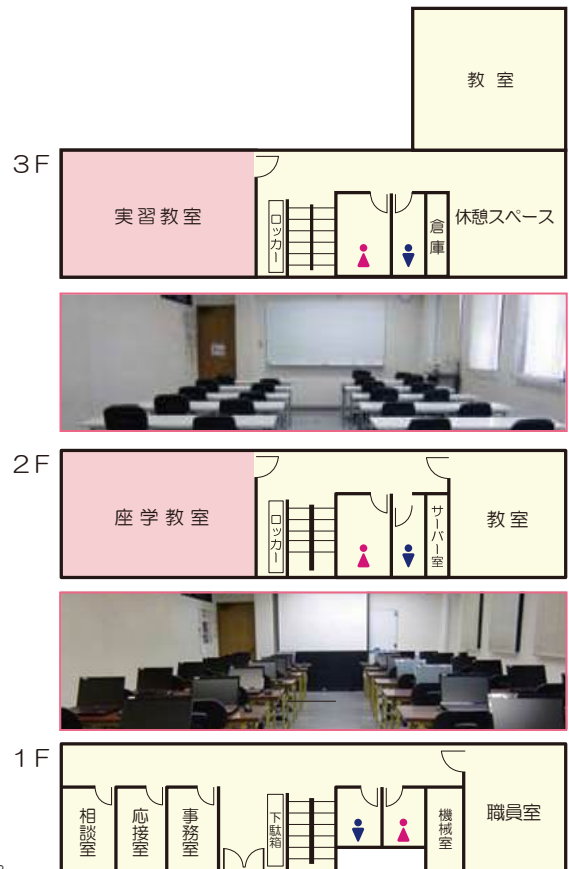 教室
3F
実習教室
ロッカー
倉庫
休憩スペース
2F
座学教室
ロッカー
サーバー室
教室
1F
相談室
応接室
事務室
下駄箱
機械室
職員室